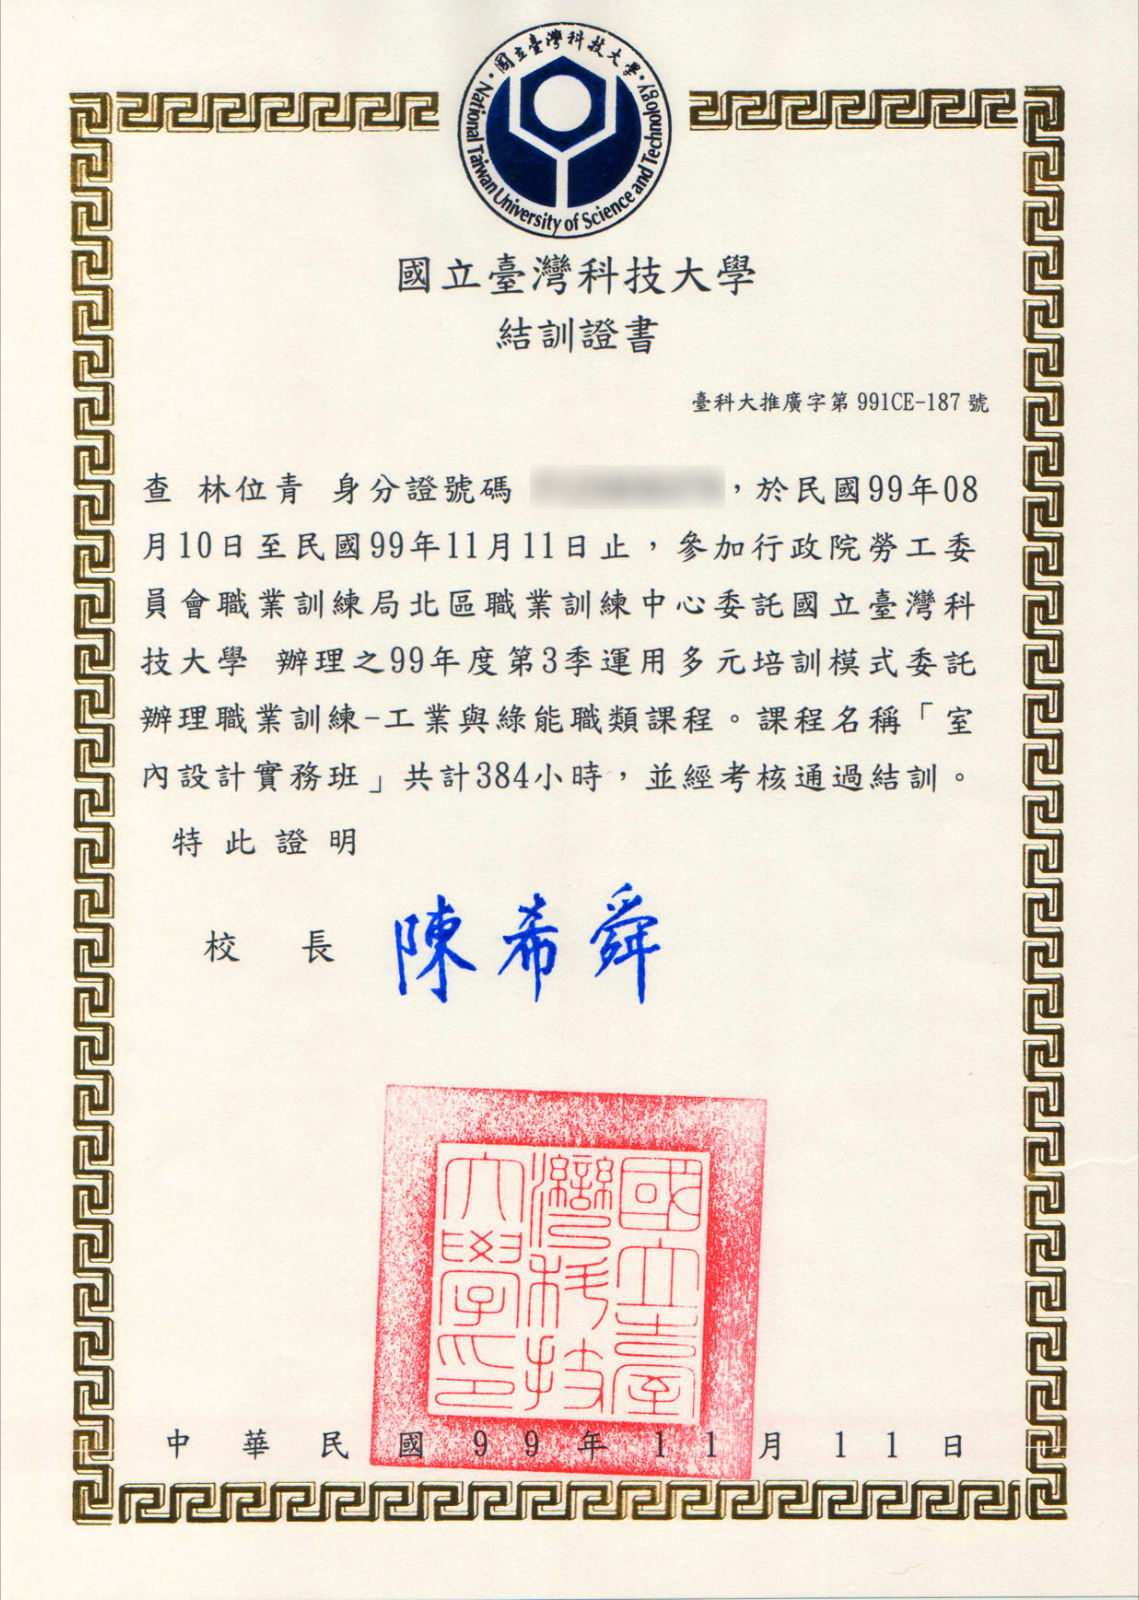 國立臺灣科技大學
National Taiwan University of Science and Technology
國立臺灣科技大學
結訓證書
臺科大推廣字第 991CE-187 號
查 林位青 身分證號碼 ，於民國99年08
月10日至民國99年11月11日止，參加行政院勞工委
員會職業訓練局北區職業訓練中心委託國立臺灣科
技大學 辦理之99年度第3季運用多元培訓模式委託
辦理職業訓練-工業與綠能職類課程。課程名稱「室
內設計實務班」共計384小時，並經考核通過結訓。
特此證明
校長 陳希舜
國立臺
灣科技
大學印
中華民國99年11月11日